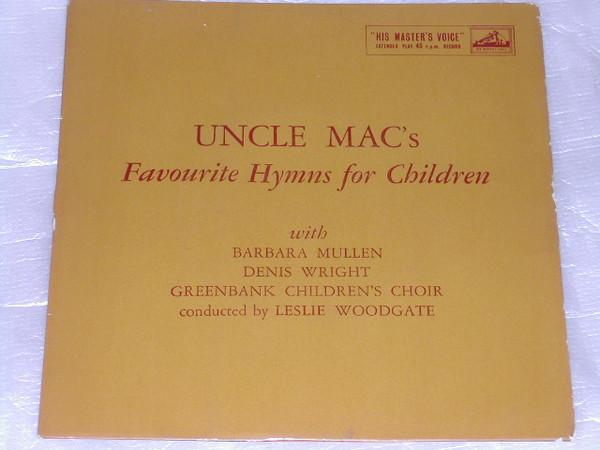 "HIS MASTER'S VOICE"
EXTENDED PLAY 45 r.p.m. RECORD
UNCLE MAC's
Favourite Hymns for Children
with
BARBARA MULLEN
DENIS WRIGHT
GREENBANK CHILDREN'S CHOIR
conducted by LESLIE WOODGATE